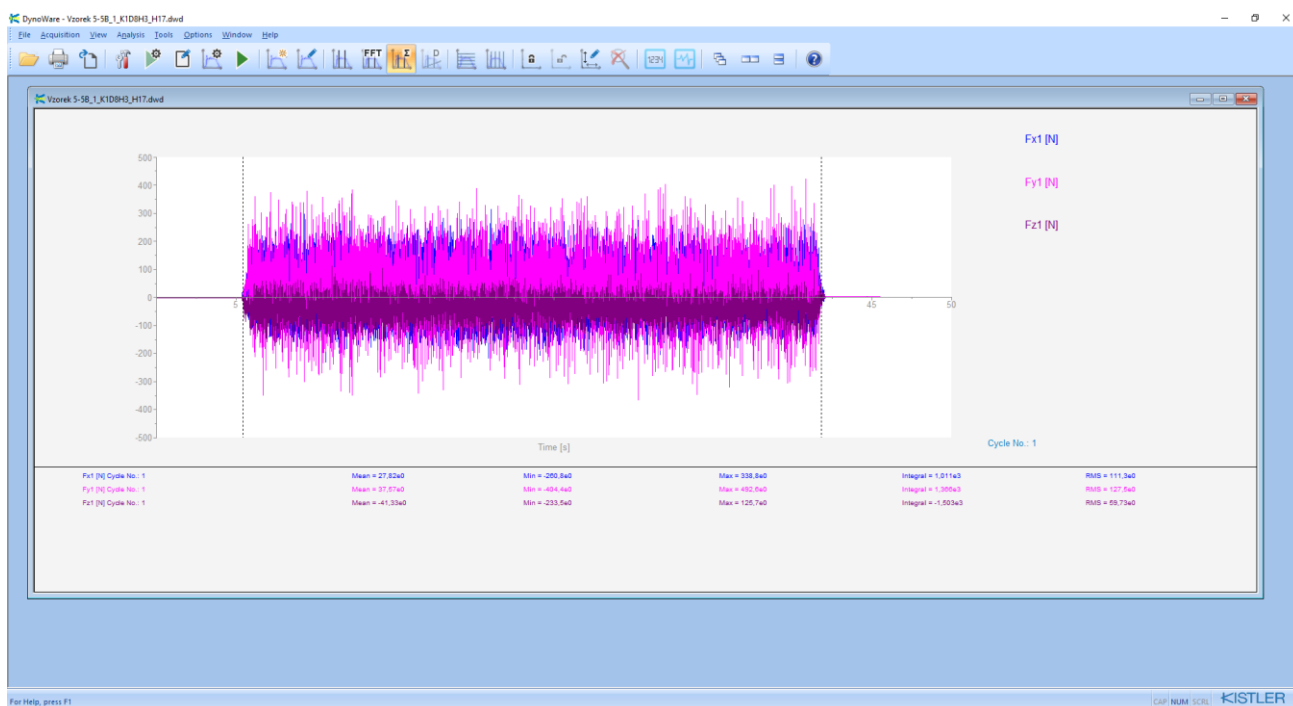 DynoWare - Vzorek 5-5B_1_K1D8H3_H17.dwd
File Acquisition View Analysis Tools Options Window Help
FFT Σ D
1234
Vzorek 5-5B_1_K1D8H3_H17.dwd
Fx1 [N]
Fy1 [N]
Fz1 [N]
500
400
300
200
100
0
-100
-200
-300
-400
-500
5 45 50
Time [s]
Cycle No.: 1
Fx1 [N] Cycle No.: 1 Mean = 27,82e0 Min = -260,8e0 Max = 338,8e0 Integral = 1,011e3 RMS = 111,3e0
Fy1 [N] Cycle No.: 1 Mean = 37,57e0 Min = -404,4e0 Max = 492,6e0 Integral = 1,366e3 RMS = 127,5e0
Fz1 [N] Cycle No.: 1 Mean = -41,33e0 Min = -233,5e0 Max = 125,7e0 Integral = -1,503e3 RMS = 59,73e0
For Help, press F1
CAP NUM SCRL KISTLER